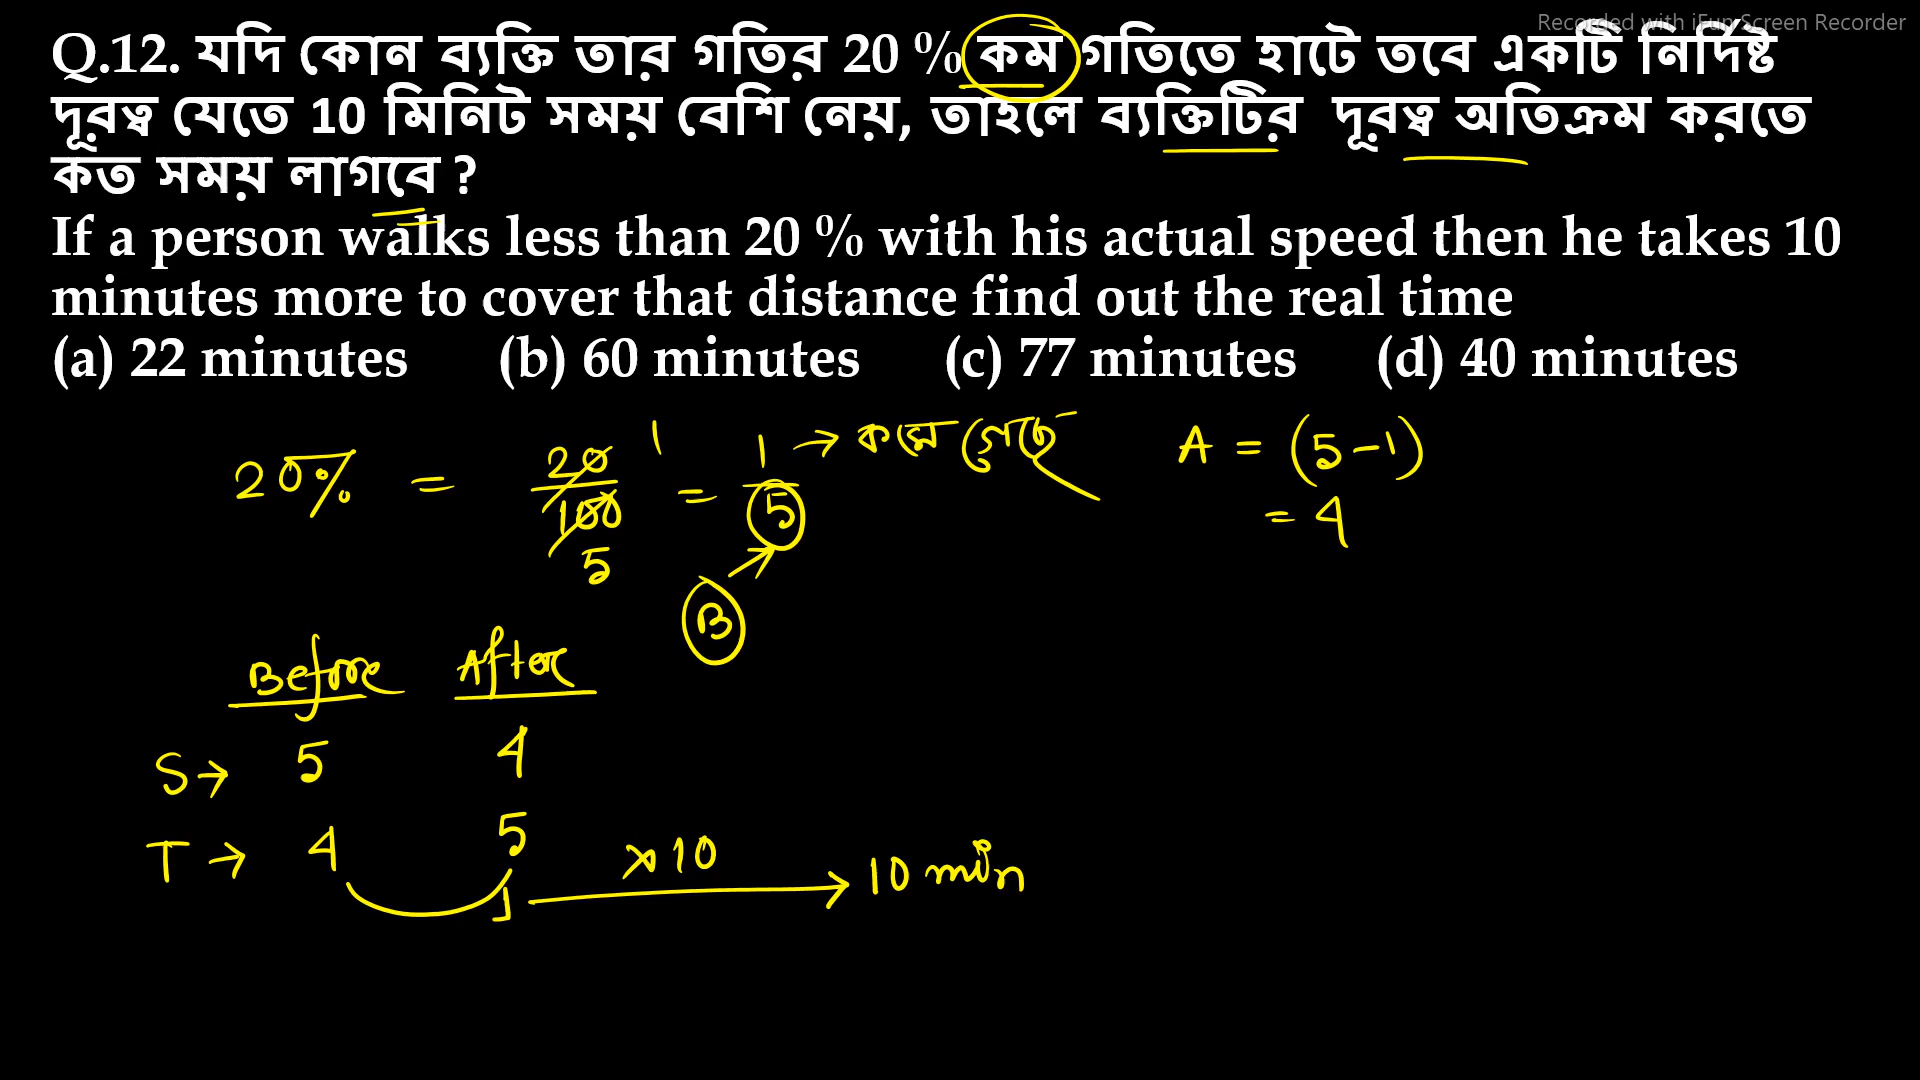 Recorded with iFun Screen Recorder
Q.12. যদি কোন ব্যক্তি তার গতির 20 % কম গতিতে হাটে তবে একটি নির্দিষ্ট
দূরত্ব যেতে 10 মিনিট সময় বেশি নেয়, তাহলে ব্যক্তিটির দূরত্ব অতিক্রম করতে
কত সময় লাগবে ?
If a person walks less than 20 % with his actual speed then he takes 10
minutes more to cover that distance find out the real time
(a) 22 minutes (b) 60 minutes (c) 77 minutes (d) 40 minutes
20% = 20/100 1/5 = 1/5 → কমে গেছে
A = (5-1)
= 4
B
Before After
S → 5 4
T → 4 5
1 ×10 → 10 min